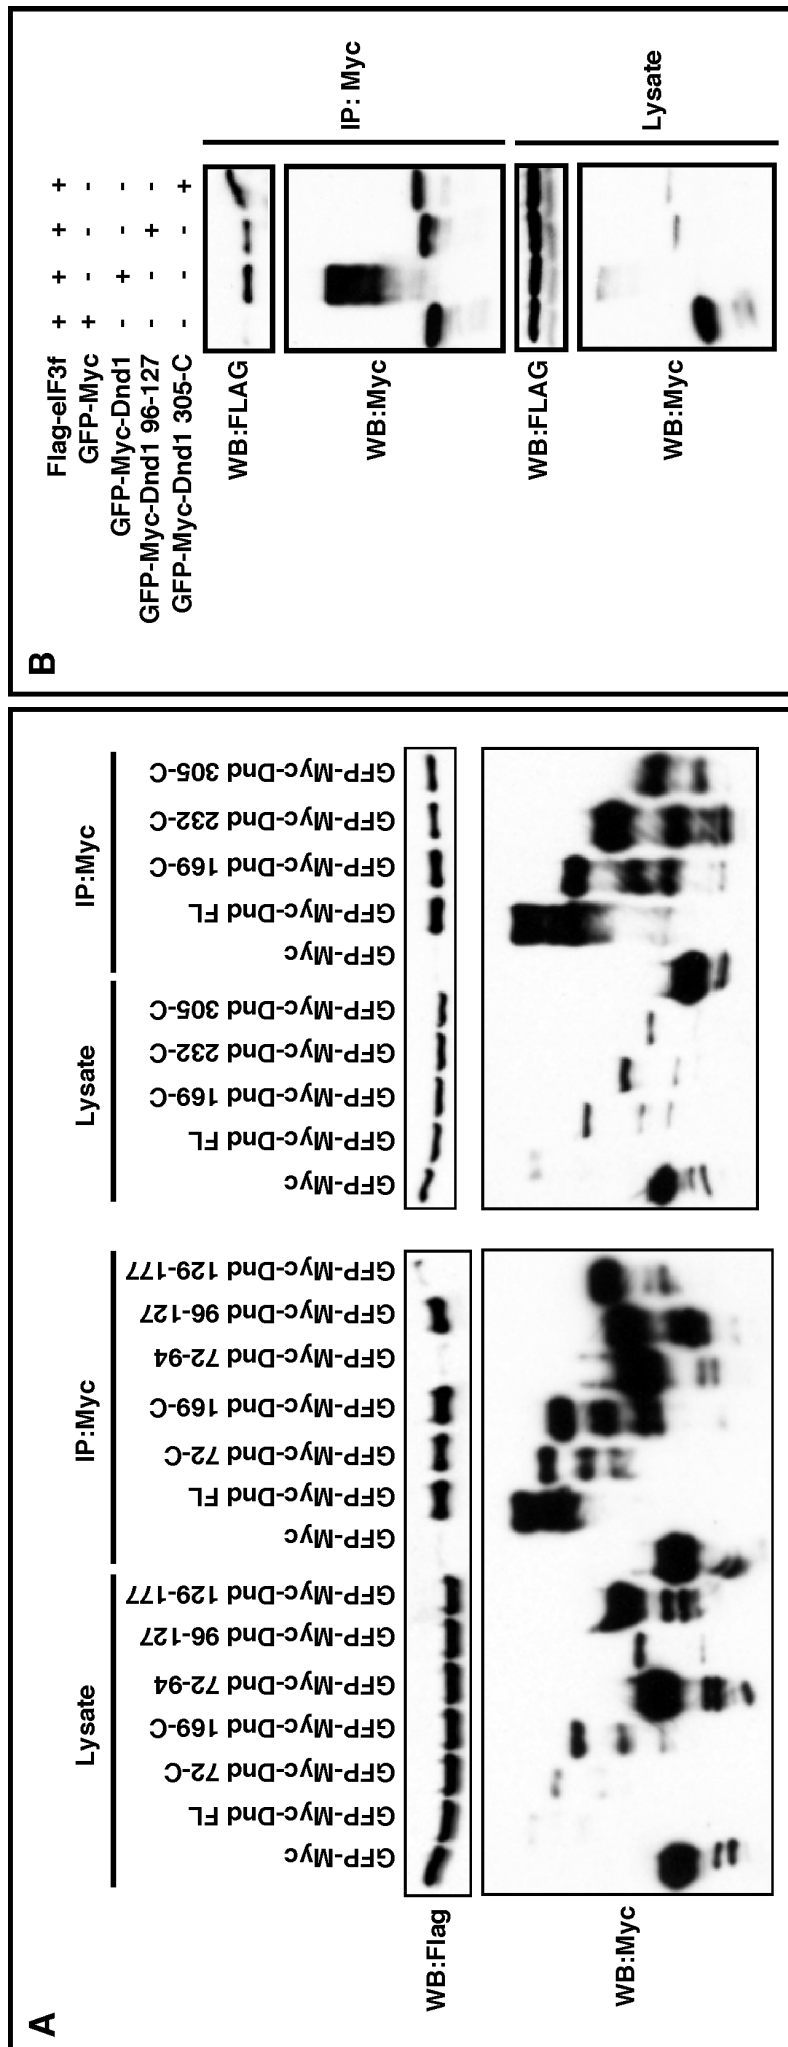 A
Lysate
IP:Myc
Lysate
IP:Myc
GFP-Myc
GFP-Myc-Dnd FL
GFP-Myc-Dnd 72-C
GFP-Myc-Dnd 169-C
GFP-Myc-Dnd 72-94
GFP-Myc-Dnd 96-127
GFP-Myc-Dnd 129-177
GFP-Myc
GFP-Myc-Dnd FL
GFP-Myc-Dnd 72-C
GFP-Myc-Dnd 169-C
GFP-Myc-Dnd 72-94
GFP-Myc-Dnd 96-127
GFP-Myc-Dnd 129-177
GFP-Myc
GFP-Myc-Dnd FL
GFP-Myc-Dnd 169-C
GFP-Myc-Dnd 232-C
GFP-Myc-Dnd 305-C
GFP-Myc
GFP-Myc-Dnd FL
GFP-Myc-Dnd 169-C
GFP-Myc-Dnd 232-C
GFP-Myc-Dnd 305-C
WB:Flag
WB:Myc
B
Flag-eIF3f + + + +
GFP-Myc + - - -
GFP-Myc-Dnd1 - + - -
GFP-Myc-Dnd1 96-127 - - + -
GFP-Myc-Dnd1 305-C - - - +
WB:FLAG
WB:Myc
IP: Myc
WB:FLAG
WB:Myc
Lysate